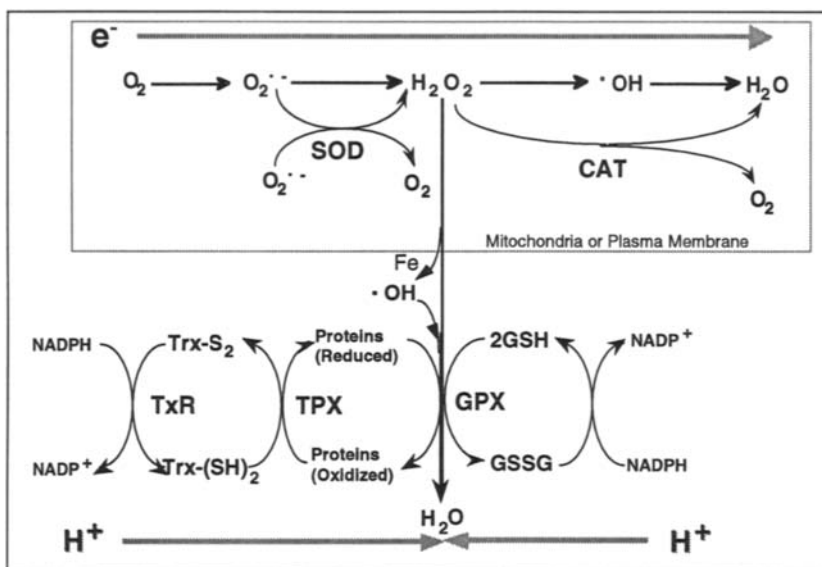 e-
O2 O2·- H2O2 ·OH H2O
SOD CAT
O2·- O2 O2
Mitochondria or Plasma Membrane
Fe
·OH
NADPH Trx-S2 Proteins (Reduced) 2GSH NADP+
TxR TPX GPX
NADP+ Trx-(SH)2 Proteins (Oxidized) GSSG NADPH
H2O
H+ H+